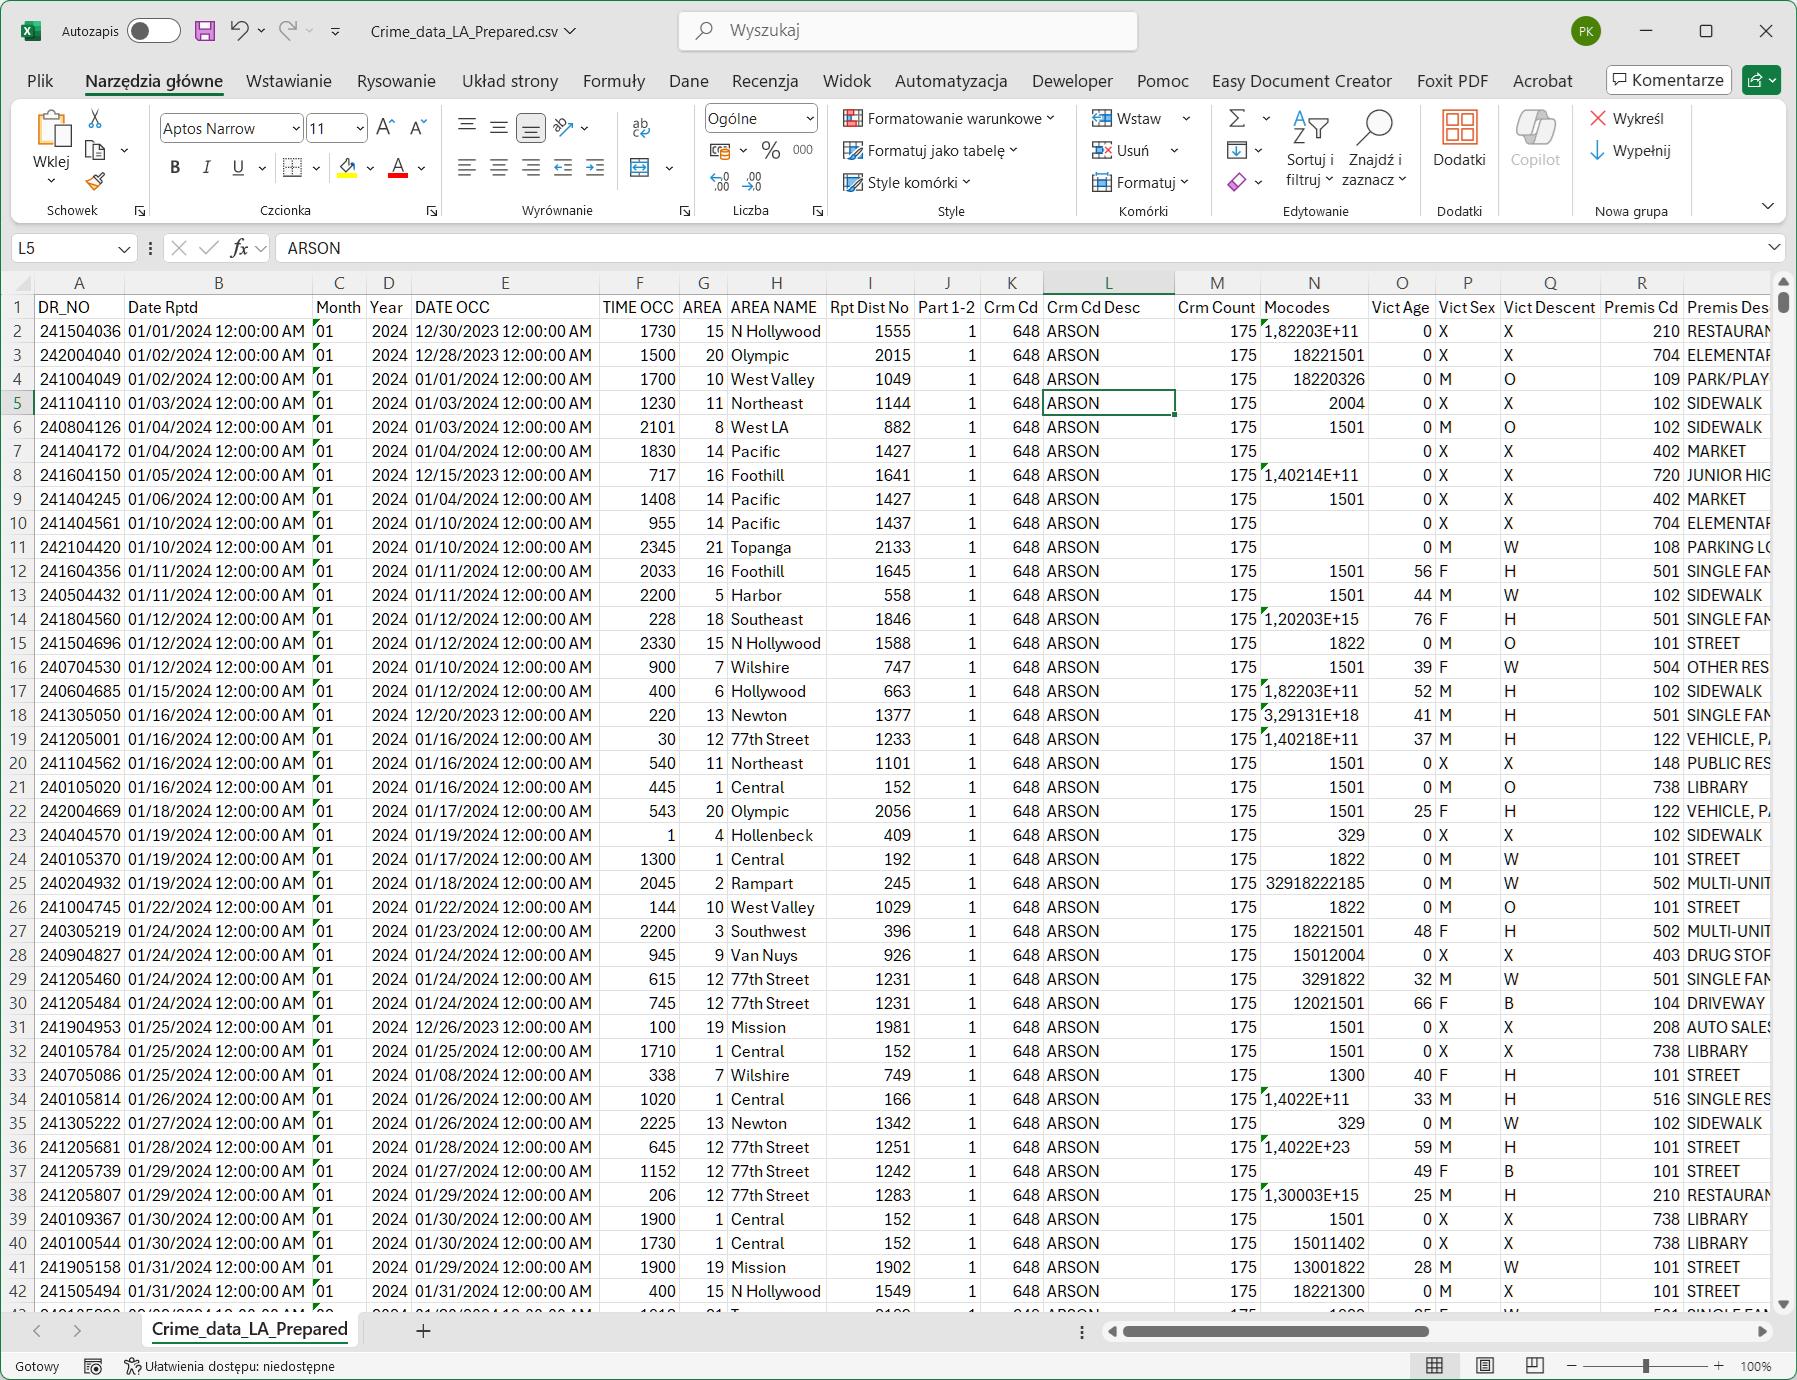 Autozapis Crime_data_LA_Prepared.csv Wyszukaj PK
Plik Narzędzia główne Wstawianie Rysowanie Układ strony Formuły Dane Recenzja Widok Automatyzacja Deweloper Pomoc Easy Document Creator Foxit PDF Acrobat Komentarze
Wklej
Schowek
Aptos Narrow 11
B I U
Czcionka
Wyrównanie
Ogólne
% 000
Liczba
Formatowanie warunkowe
Formatuj jako tabelę
Style komórki
Style
Wstaw
Usuń
Formatuj
Komórki
Sortuj i filtruj
Znajdź i zaznacz
Edytowanie
Dodatki
Dodatki
Copilot
Wykreśl
Wypełnij
Nowa grupa
L5 fx ARSON
A B C D E F G H I J K L M N O P Q R
1 DR_NO Date Rptd Month Year DATE OCC TIME OCC AREA AREA NAME Rpt Dist No Part 1-2 Crm Cd Crm Cd Desc Crm Count Mocodes Vict Age Vict Sex Vict Descent Premis Cd Premis Des
2 241504036 01/01/2024 12:00:00 AM 01 2024 12/30/2023 12:00:00 AM 1730 15 N Hollywood 1555 1 648 ARSON 175 1,82203E+11 0 X X 210 RESTAURAN
3 242004040 01/02/2024 12:00:00 AM 01 2024 12/28/2023 12:00:00 AM 1500 20 Olympic 2015 1 648 ARSON 175 18221501 0 X X 704 ELEMENTAR
4 241004049 01/02/2024 12:00:00 AM 01 2024 01/01/2024 12:00:00 AM 1700 10 West Valley 1049 1 648 ARSON 175 18220326 0 M O 109 PARK/PLAY
5 241104110 01/03/2024 12:00:00 AM 01 2024 01/03/2024 12:00:00 AM 1230 11 Northeast 1144 1 648 ARSON 175 2004 0 X X 102 SIDEWALK
6 240804126 01/04/2024 12:00:00 AM 01 2024 01/03/2024 12:00:00 AM 2101 8 West LA 882 1 648 ARSON 175 1501 0 M O 102 SIDEWALK
7 241404172 01/04/2024 12:00:00 AM 01 2024 01/04/2024 12:00:00 AM 1830 14 Pacific 1427 1 648 ARSON 175 0 X X 402 MARKET
8 241604150 01/05/2024 12:00:00 AM 01 2024 12/15/2023 12:00:00 AM 717 16 Foothill 1641 1 648 ARSON 175 1,40214E+11 0 X X 720 JUNIOR HIG
9 241404245 01/06/2024 12:00:00 AM 01 2024 01/04/2024 12:00:00 AM 1408 14 Pacific 1427 1 648 ARSON 175 1501 0 X X 402 MARKET
10 241404561 01/10/2024 12:00:00 AM 01 2024 01/10/2024 12:00:00 AM 955 14 Pacific 1437 1 648 ARSON 175 0 X X 704 ELEMENTAR
11 242104420 01/10/2024 12:00:00 AM 01 2024 01/10/2024 12:00:00 AM 2345 21 Topanga 2133 1 648 ARSON 175 0 M W 108 PARKING LO
12 241604356 01/11/2024 12:00:00 AM 01 2024 01/11/2024 12:00:00 AM 2033 16 Foothill 1645 1 648 ARSON 175 1501 56 F H 501 SINGLE FAM
13 240504432 01/11/2024 12:00:00 AM 01 2024 01/11/2024 12:00:00 AM 2200 5 Harbor 558 1 648 ARSON 175 1501 44 M W 102 SIDEWALK
14 241804560 01/12/2024 12:00:00 AM 01 2024 01/12/2024 12:00:00 AM 228 18 Southeast 1846 1 648 ARSON 175 1,20203E+15 76 F H 501 SINGLE FAM
15 241504696 01/12/2024 12:00:00 AM 01 2024 01/12/2024 12:00:00 AM 2330 15 N Hollywood 1588 1 648 ARSON 175 1822 0 M O 101 STREET
16 240704530 01/12/2024 12:00:00 AM 01 2024 01/10/2024 12:00:00 AM 900 7 Wilshire 747 1 648 ARSON 175 1501 39 F W 504 OTHER RES
17 240604685 01/15/2024 12:00:00 AM 01 2024 01/12/2024 12:00:00 AM 400 6 Hollywood 663 1 648 ARSON 175 1,82203E+11 52 M H 102 SIDEWALK
18 241305050 01/16/2024 12:00:00 AM 01 2024 12/20/2023 12:00:00 AM 220 13 Newton 1377 1 648 ARSON 175 3,29131E+18 41 M H 501 SINGLE FAM
19 241205001 01/16/2024 12:00:00 AM 01 2024 01/16/2024 12:00:00 AM 30 12 77th Street 1233 1 648 ARSON 175 1,40218E+11 37 M H 122 VEHICLE, PA
20 241104562 01/16/2024 12:00:00 AM 01 2024 01/16/2024 12:00:00 AM 540 11 Northeast 1101 1 648 ARSON 175 1501 0 X X 148 PUBLIC RES
21 240105020 01/16/2024 12:00:00 AM 01 2024 01/16/2024 12:00:00 AM 445 1 Central 152 1 648 ARSON 175 1501 0 M O 738 LIBRARY
22 242004669 01/18/2024 12:00:00 AM 01 2024 01/17/2024 12:00:00 AM 543 20 Olympic 2056 1 648 ARSON 175 1501 25 F H 122 VEHICLE, PA
23 240404570 01/19/2024 12:00:00 AM 01 2024 01/19/2024 12:00:00 AM 1 4 Hollenbeck 409 1 648 ARSON 175 329 0 X X 102 SIDEWALK
24 240105370 01/19/2024 12:00:00 AM 01 2024 01/17/2024 12:00:00 AM 1300 1 Central 192 1 648 ARSON 175 1822 0 M W 101 STREET
25 240204932 01/19/2024 12:00:00 AM 01 2024 01/18/2024 12:00:00 AM 2045 2 Rampart 245 1 648 ARSON 175 32918222185 0 M W 502 MULTI-UNIT
26 241004745 01/22/2024 12:00:00 AM 01 2024 01/22/2024 12:00:00 AM 144 10 West Valley 1029 1 648 ARSON 175 1822 0 M O 101 STREET
27 240305219 01/24/2024 12:00:00 AM 01 2024 01/23/2024 12:00:00 AM 2200 3 Southwest 396 1 648 ARSON 175 18221501 48 F H 502 MULTI-UNIT
28 240904827 01/24/2024 12:00:00 AM 01 2024 01/24/2024 12:00:00 AM 945 9 Van Nuys 926 1 648 ARSON 175 15012004 0 X X 403 DRUG STOR
29 241205460 01/24/2024 12:00:00 AM 01 2024 01/24/2024 12:00:00 AM 615 12 77th Street 1231 1 648 ARSON 175 3291822 32 M W 501 SINGLE FAM
30 241205484 01/24/2024 12:00:00 AM 01 2024 01/24/2024 12:00:00 AM 745 12 77th Street 1231 1 648 ARSON 175 12021501 66 F B 104 DRIVEWAY
31 241904953 01/25/2024 12:00:00 AM 01 2024 12/26/2023 12:00:00 AM 100 19 Mission 1981 1 648 ARSON 175 1501 0 X X 208 AUTO SALES
32 240105784 01/25/2024 12:00:00 AM 01 2024 01/25/2024 12:00:00 AM 1710 1 Central 152 1 648 ARSON 175 1501 0 X X 738 LIBRARY
33 240705086 01/25/2024 12:00:00 AM 01 2024 01/08/2024 12:00:00 AM 338 7 Wilshire 749 1 648 ARSON 175 1300 40 F H 101 STREET
34 240105814 01/26/2024 12:00:00 AM 01 2024 01/26/2024 12:00:00 AM 1020 1 Central 166 1 648 ARSON 175 1,4022E+11 33 M H 516 SINGLE RES
35 241305222 01/27/2024 12:00:00 AM 01 2024 01/26/2024 12:00:00 AM 2225 13 Newton 1342 1 648 ARSON 175 329 0 M W 102 SIDEWALK
36 241205681 01/28/2024 12:00:00 AM 01 2024 01/28/2024 12:00:00 AM 645 12 77th Street 1251 1 648 ARSON 175 1,4022E+23 59 M H 101 STREET
37 241205739 01/29/2024 12:00:00 AM 01 2024 01/27/2024 12:00:00 AM 1152 12 77th Street 1242 1 648 ARSON 175 49 F B 101 STREET
38 241205807 01/29/2024 12:00:00 AM 01 2024 01/29/2024 12:00:00 AM 206 12 77th Street 1283 1 648 ARSON 175 1,30003E+15 25 M H 210 RESTAURAN
39 240109367 01/30/2024 12:00:00 AM 01 2024 01/30/2024 12:00:00 AM 1900 1 Central 152 1 648 ARSON 175 1501 0 X X 738 LIBRARY
40 240100544 01/30/2024 12:00:00 AM 01 2024 01/30/2024 12:00:00 AM 1730 1 Central 152 1 648 ARSON 175 15011402 0 X X 738 LIBRARY
41 241905158 01/31/2024 12:00:00 AM 01 2024 01/29/2024 12:00:00 AM 1900 19 Mission 1902 1 648 ARSON 175 13001822 28 M W 101 STREET
42 241505494 01/31/2024 12:00:00 AM 01 2024 01/31/2024 12:00:00 AM 400 15 N Hollywood 1549 1 648 ARSON 175 18221300 0 M X 101 STREET
Crime_data_LA_Prepared
Gotowy Ułatwienia dostępu: niedostępne 100%